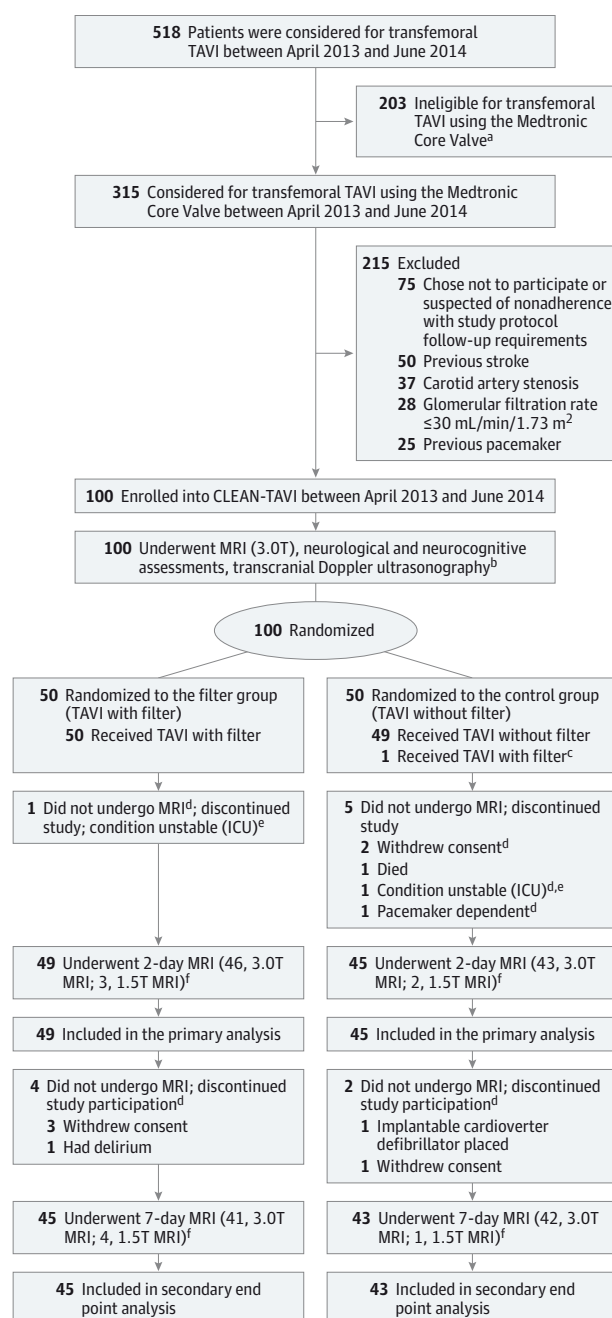 518 Patients were considered for transfemoral
TAVI between April 2013 and June 2014
203 Ineligible for transfemoral
TAVI using the Medtronic
Core Valveᵃ
315 Considered for transfemoral TAVI using the Medtronic
Core Valve between April 2013 and June 2014
215 Excluded
75 Chose not to participate or
suspected of nonadherence
with study protocol
follow-up requirements
50 Previous stroke
37 Carotid artery stenosis
28 Glomerular filtration rate
≤30 mL/min/1.73 m²
25 Previous pacemaker
100 Enrolled into CLEAN-TAVI between April 2013 and June 2014
100 Underwent MRI (3.0T), neurological and neurocognitive
assessments, transcranial Doppler ultrasonographyᵇ
100 Randomized
50 Randomized to the filter group
(TAVI with filter)
50 Received TAVI with filter
50 Randomized to the control group
(TAVI without filter)
49 Received TAVI without filter
1 Received TAVI with filterᶜ
1 Did not undergo MRIᵈ; discontinued
study; condition unstable (ICU)ᵉ
5 Did not undergo MRI; discontinued
study
2 Withdrew consentᵈ
1 Died
1 Condition unstable (ICU)ᵈ,ᵉ
1 Pacemaker dependentᵈ
49 Underwent 2-day MRI (46, 3.0T
MRI; 3, 1.5T MRI)ᶠ
45 Underwent 2-day MRI (43, 3.0T
MRI; 2, 1.5T MRI)ᶠ
49 Included in the primary analysis
45 Included in the primary analysis
4 Did not undergo MRI; discontinued
study participationᵈ
3 Withdrew consent
1 Had delirium
2 Did not undergo MRI; discontinued
study participationᵈ
1 Implantable cardioverter
defibrillator placed
1 Withdrew consent
45 Underwent 7-day MRI (41, 3.0T
MRI; 4, 1.5T MRI)ᶠ
43 Underwent 7-day MRI (42, 3.0T
MRI; 1, 1.5T MRI)ᶠ
45 Included in secondary end
point analysis
43 Included in secondary end
point analysis